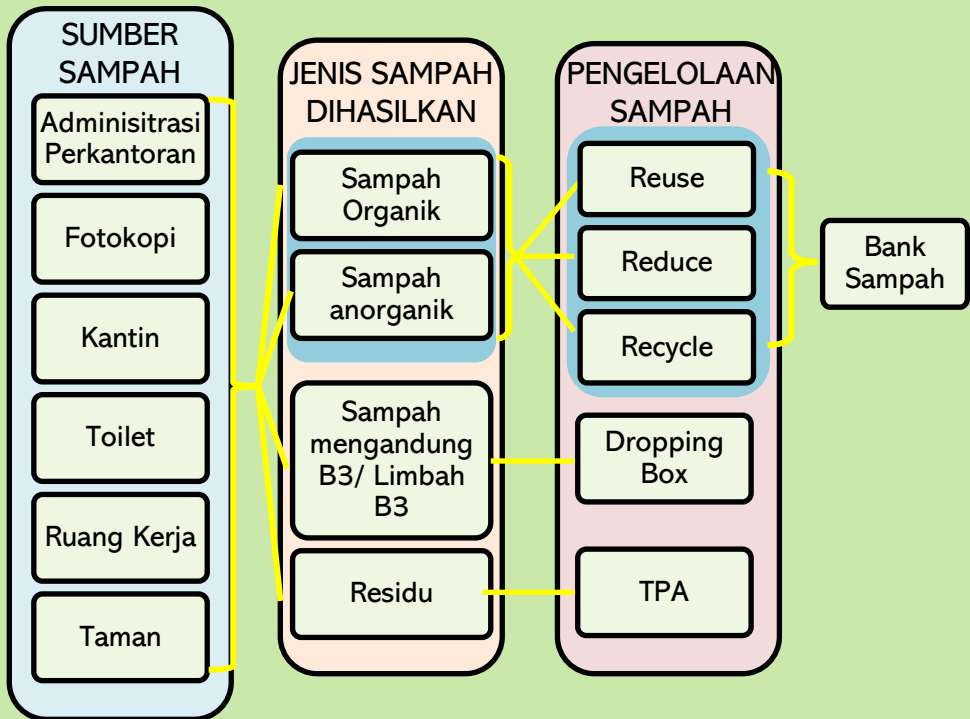 SUMBER
SAMPAH
Adminisitrasi
Perkantoran
Fotokopi
Kantin
Toilet
Ruang Kerja
Taman
JENIS SAMPAH
DIHASILKAN
Sampah
Organik
Sampah
anorganik
Sampah
mengandung
B3/ Limbah
B3
Residu
PENGELOLAAN
SAMPAH
Reuse
Reduce
Recycle
Dropping
Box
TPA
Bank
Sampah